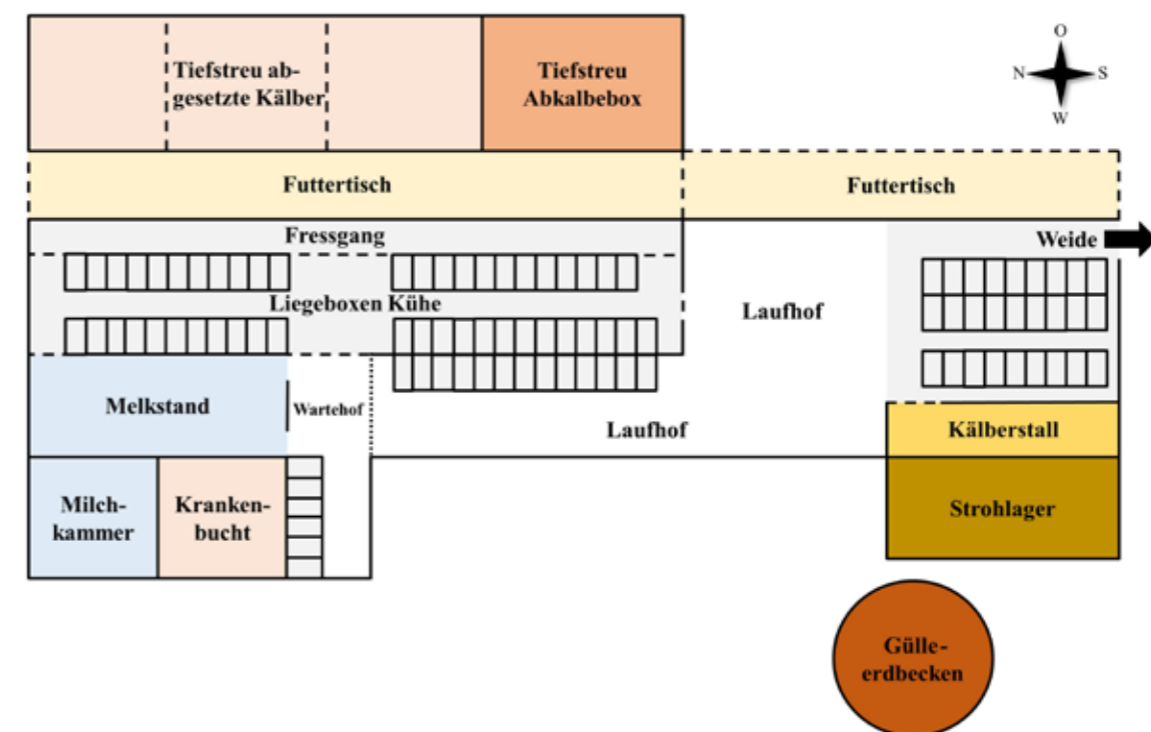 O
N
S
W
Tiefstreu ab-
gesetzte Kälber
Tiefstreu
Abkalbebox
Futtertisch
Futtertisch
Fressgang
Weide
Liegeboxen Kühe
Laufhof
Melkstand
Wartehof
Laufhof
Kälberstall
Milch-
kammer
Kranken-
bucht
Strohlager
Gülle-
erdbecken